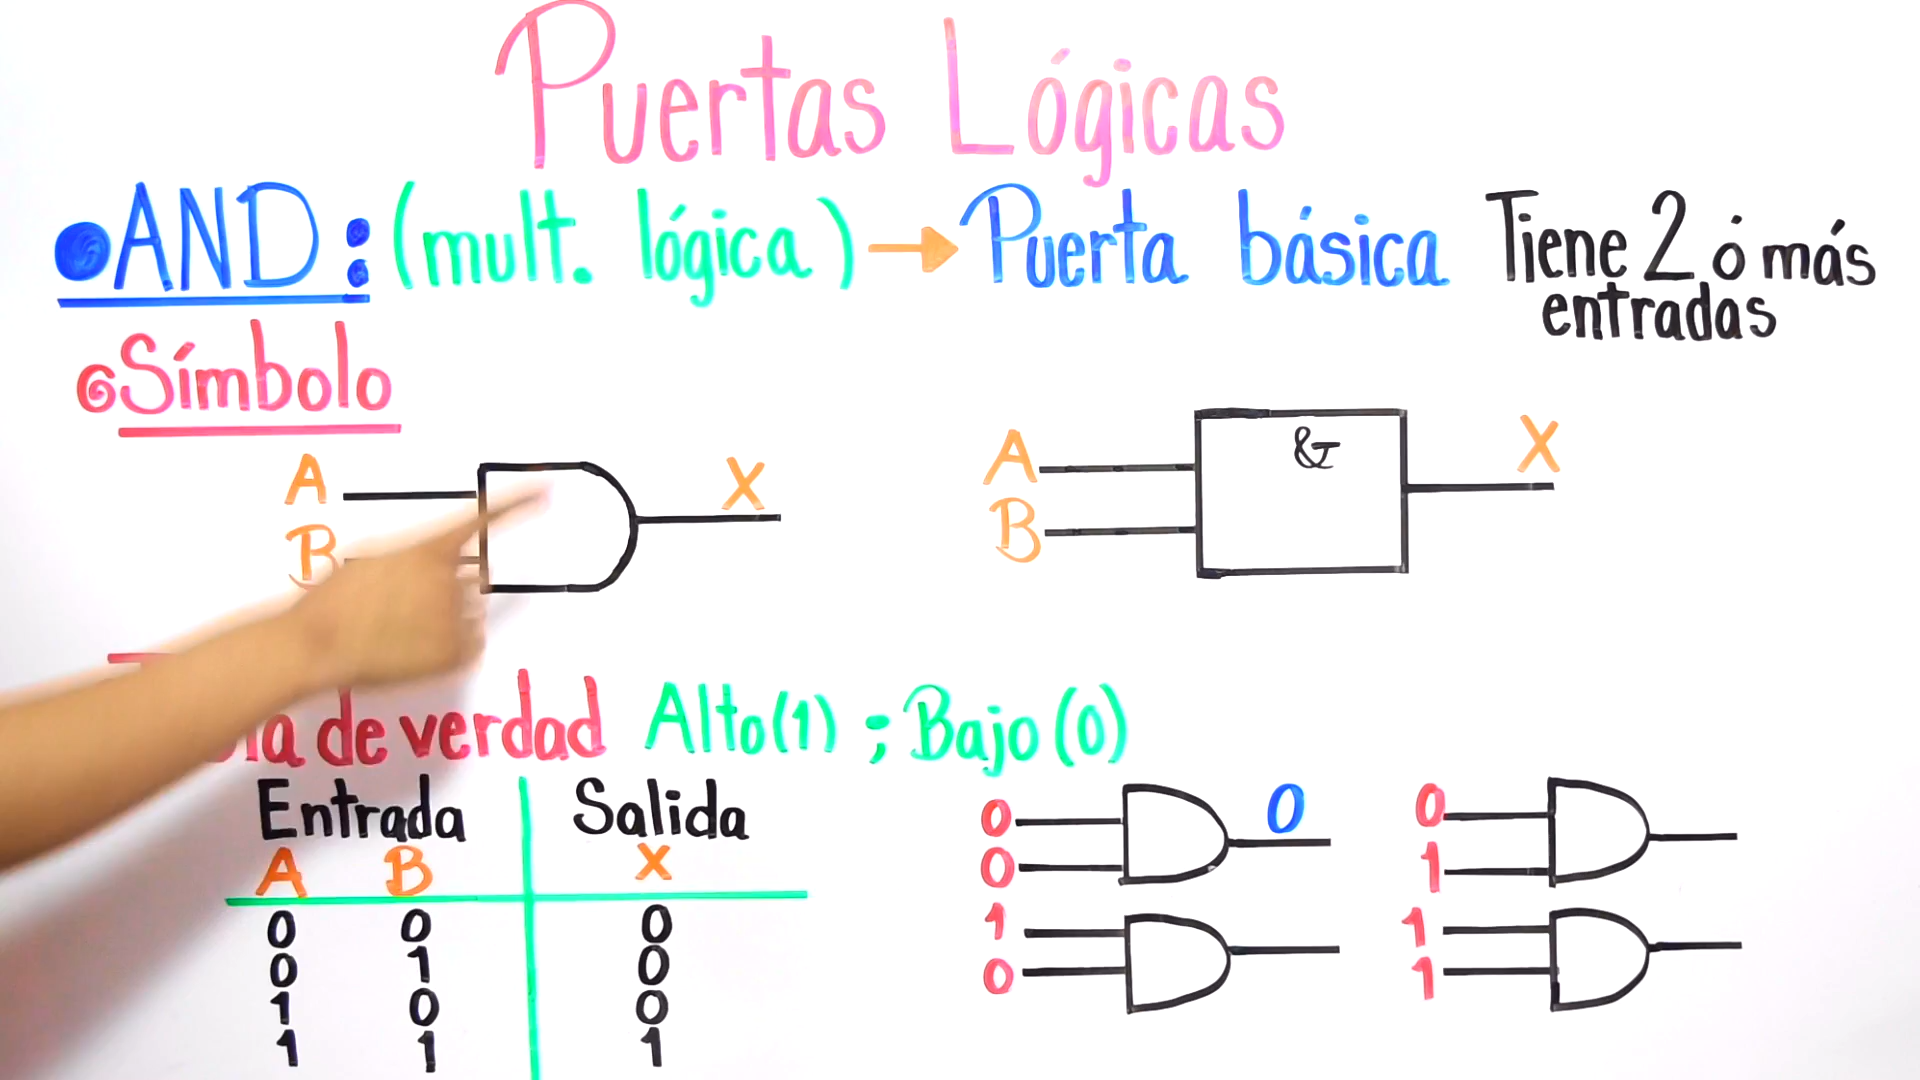 Puertas Lógicas
AND: (mult. lógica) → Puerta básica Tiene 2 ó más
entradas
Símbolo
A X
B
A & X
B
de verdad Alto(1) ; Bajo(0)
Entrada Salida
A B X
0 0 0
0 1 0
1 0 0
1 1 1
0 0
0
0
1
1
0
1
1